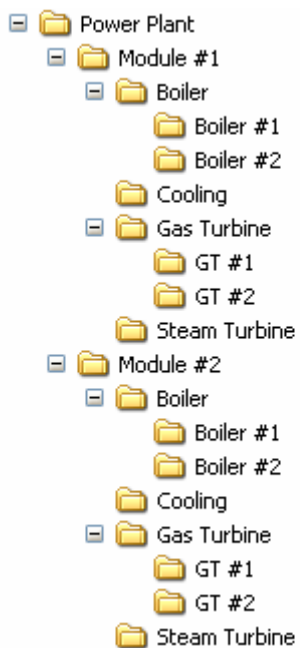 Power Plant
Module #1
Boiler
Boiler #1
Boiler #2
Cooling
Gas Turbine
GT #1
GT #2
Steam Turbine
Module #2
Boiler
Boiler #1
Boiler #2
Cooling
Gas Turbine
GT #1
GT #2
Steam Turbine